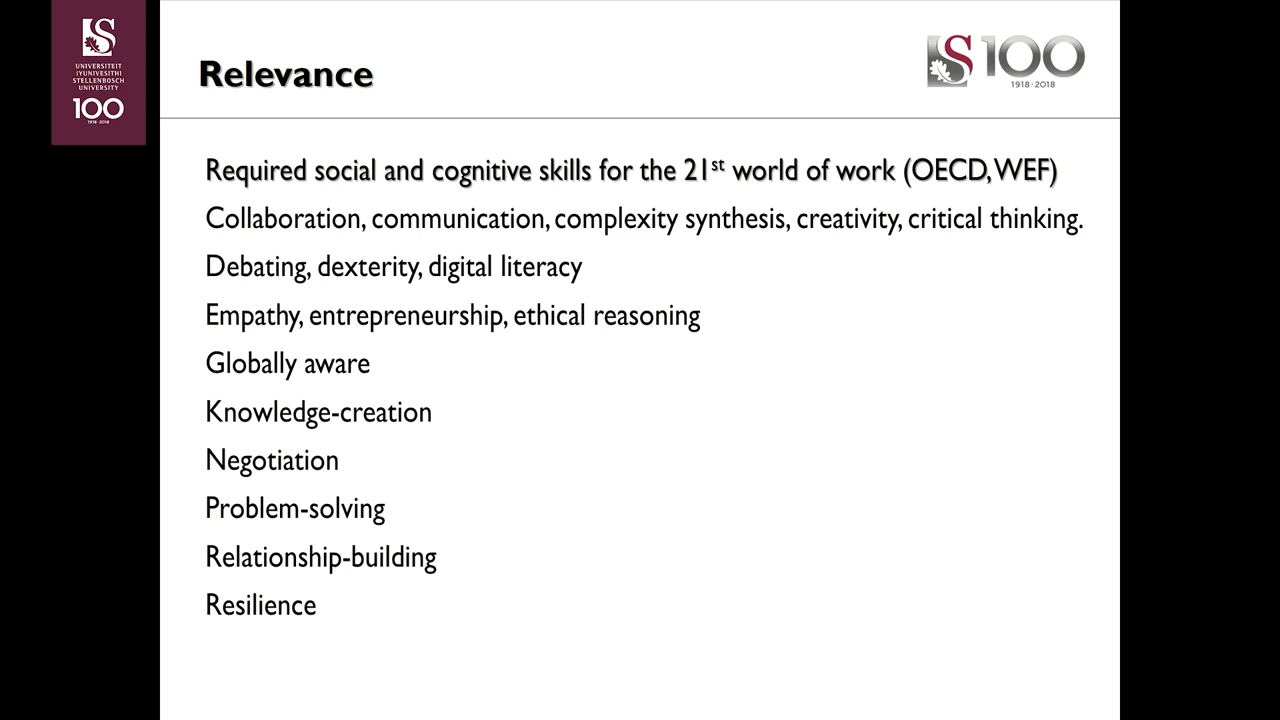 UNIVERSITEIT
IYUNIVESITHI
STELLENBOSCH
UNIVERSITY
100
1918 · 2018
Relevance
S100
1918 · 2018
Required social and cognitive skills for the 21st world of work (OECD, WEF)
Collaboration, communication, complexity synthesis, creativity, critical thinking.
Debating, dexterity, digital literacy
Empathy, entrepreneurship, ethical reasoning
Globally aware
Knowledge-creation
Negotiation
Problem-solving
Relationship-building
Resilience